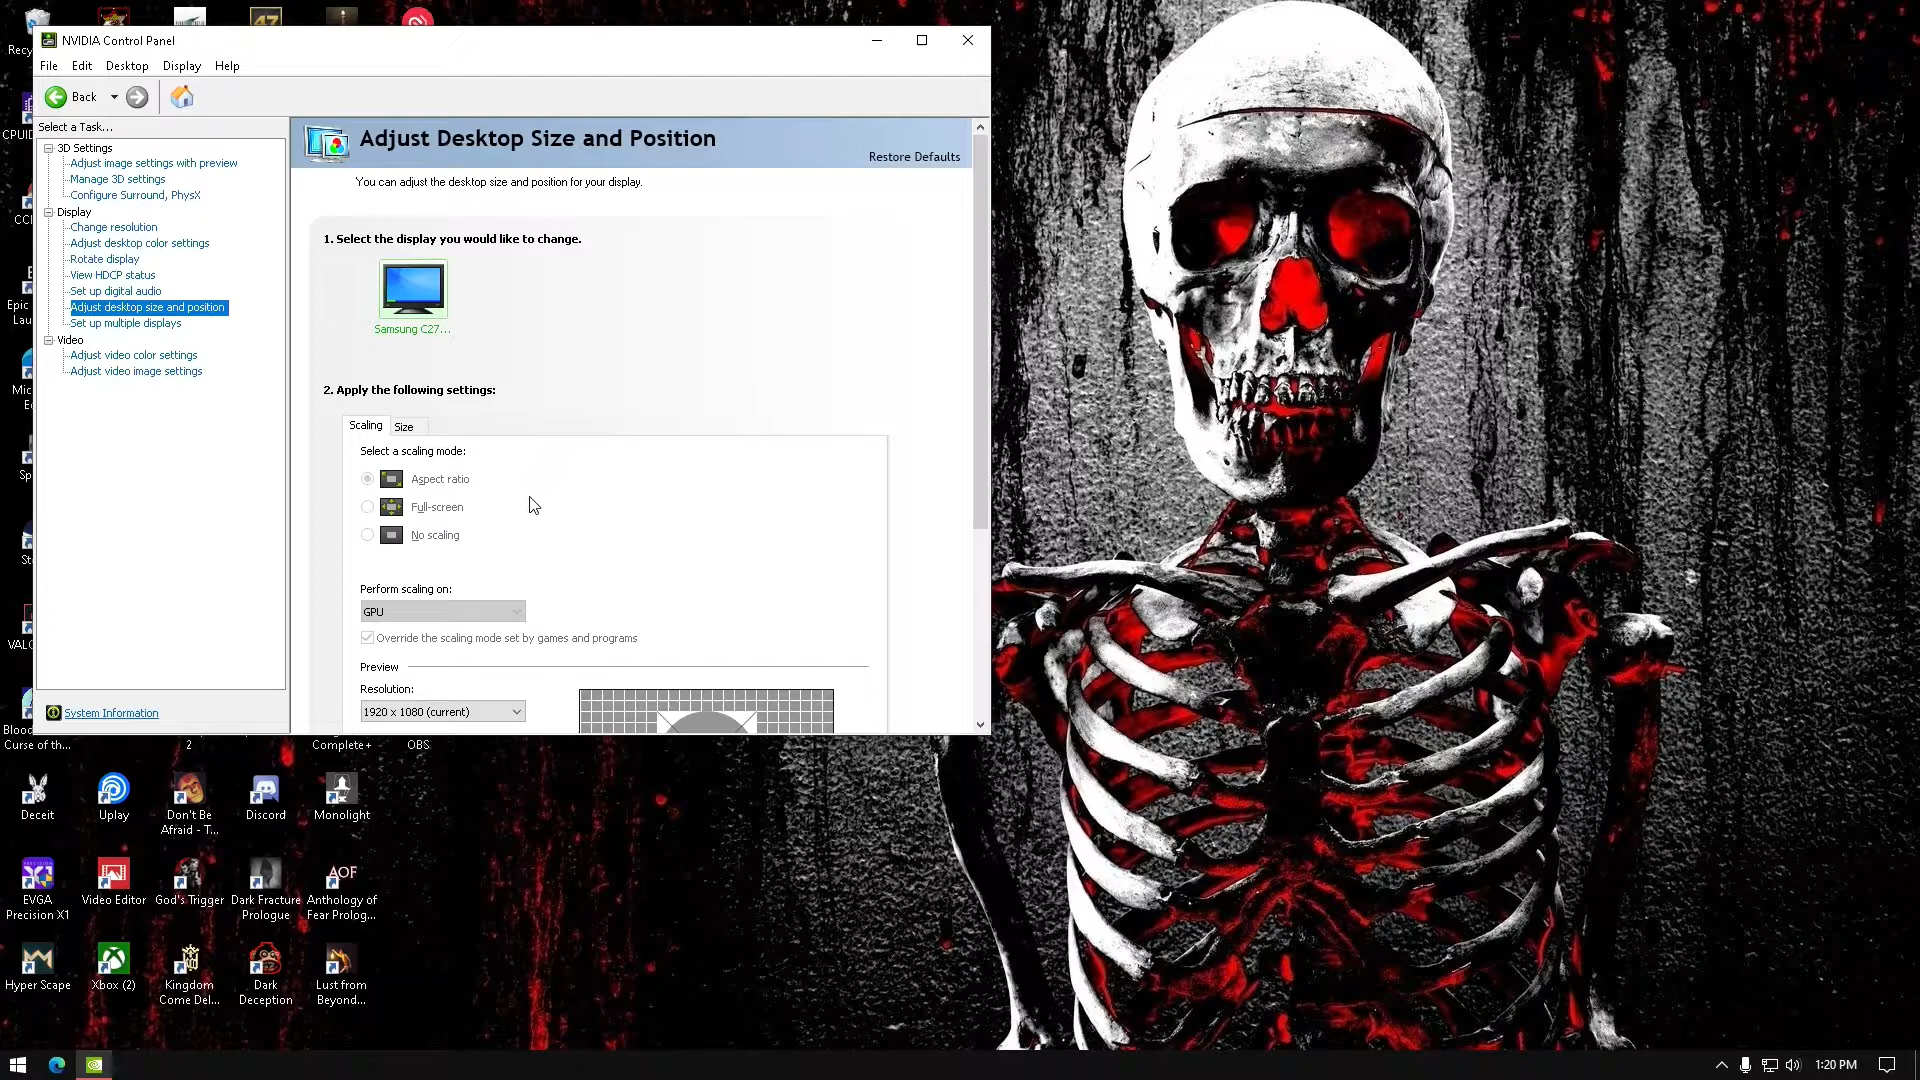 NVIDIA Control Panel
File Edit Desktop Display Help
Back
Select a Task...
3D Settings
Adjust image settings with preview
Manage 3D settings
Configure Surround, PhysX
Display
Change resolution
Adjust desktop color settings
Rotate display
View HDCP status
Set up digital audio
Adjust desktop size and position
Set up multiple displays
Video
Adjust video color settings
Adjust video image settings
System Information
Adjust Desktop Size and Position
Restore Defaults
You can adjust the desktop size and position for your display.
1. Select the display you would like to change.
Samsung C27...
2. Apply the following settings:
Scaling Size
Select a scaling mode:
Aspect ratio
Full-screen
No scaling
Perform scaling on:
GPU
Override the scaling mode set by games and programs
Preview
Resolution:
1920 x 1080 (current)
47
Recy
CPUID
CCl
Epic
Lau
Mic
Ec
Sp
St
VALC
Blood
Curse of th...
2
Complete+
OBS
Deceit
Uplay
Don't Be
Afraid - T...
Discord
Monolight
EVGA
Precision X1
Video Editor
God's Trigger
Dark Fracture
Prologue
AOF
Anthology of
Fear Prolog...
Hyper Scape
Xbox (2)
Kingdom
Come Del...
Dark
Deception
Lust from
Beyond...
1:20 PM